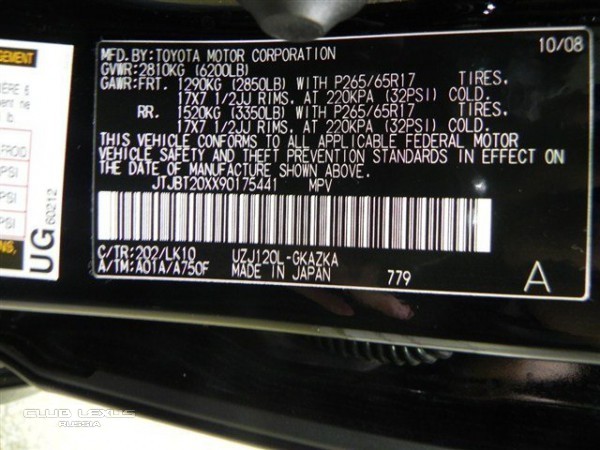 MFD.BY:TOYOTA MOTOR CORPORATION 10/08
GVWR:2810KG (6200LB)
GAWR:FRT. 1290KG (2850LB) WITH P265/65R17 TIRES.
17X7 1/2JJ RIMS. AT 220KPA (32PSI) COLD.
RR. 1520KG (3350LB) WITH P265/65R17 TIRES.
17X7 1/2JJ RIMS. AT 220KPA (32PSI) COLD.
THIS VEHICLE CONFORMS TO ALL APPLICABLE FEDERAL MOTOR
VEHICLE SAFETY AND THEFT PREVENTION STANDARDS IN EFFECT ON
THE DATE OF MANUFACTURE SHOWN ABOVE.
JTJBT20XX90175441 MPV
C/TR:202/LK10 UZJ120L-GKAZKA
A/TM:A01A/A750F MADE IN JAPAN 779 A
UG
60212
FROID
PSI
PSI
CLUB LEXUS
RUSSIA